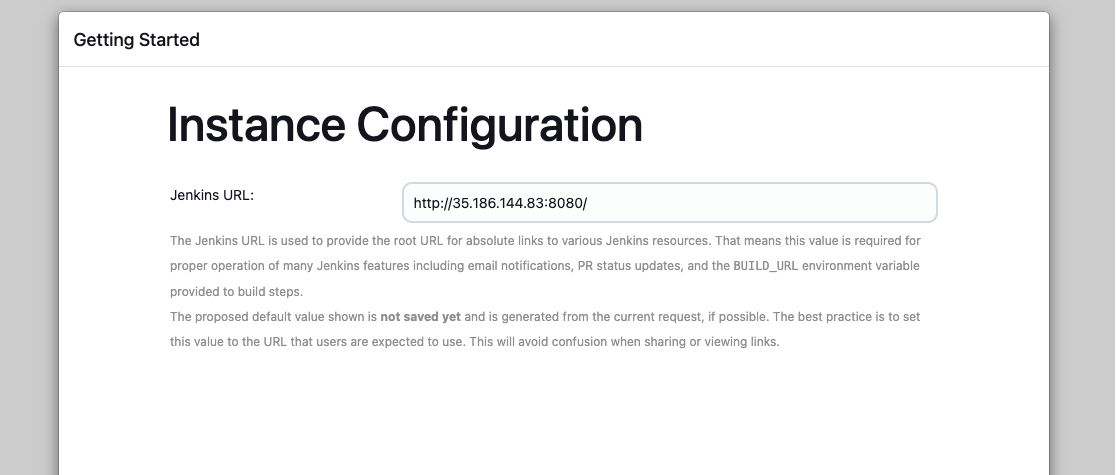 Getting Started
Instance Configuration
Jenkins URL:
http://35.186.144.83:8080/
The Jenkins URL is used to provide the root URL for absolute links to various Jenkins resources. That means this value is required for
proper operation of many Jenkins features including email notifications, PR status updates, and the BUILD_URL environment variable
provided to build steps.
The proposed default value shown is not saved yet and is generated from the current request, if possible. The best practice is to set
this value to the URL that users are expected to use. This will avoid confusion when sharing or viewing links.